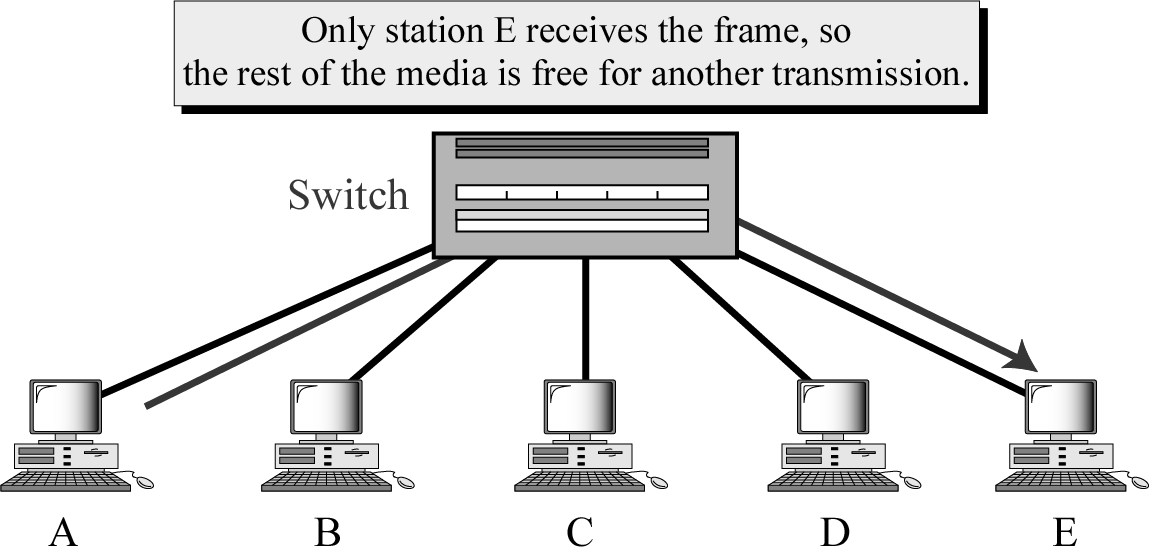 Only station E receives the frame, so
the rest of the media is free for another transmission.
Switch
A B C D E